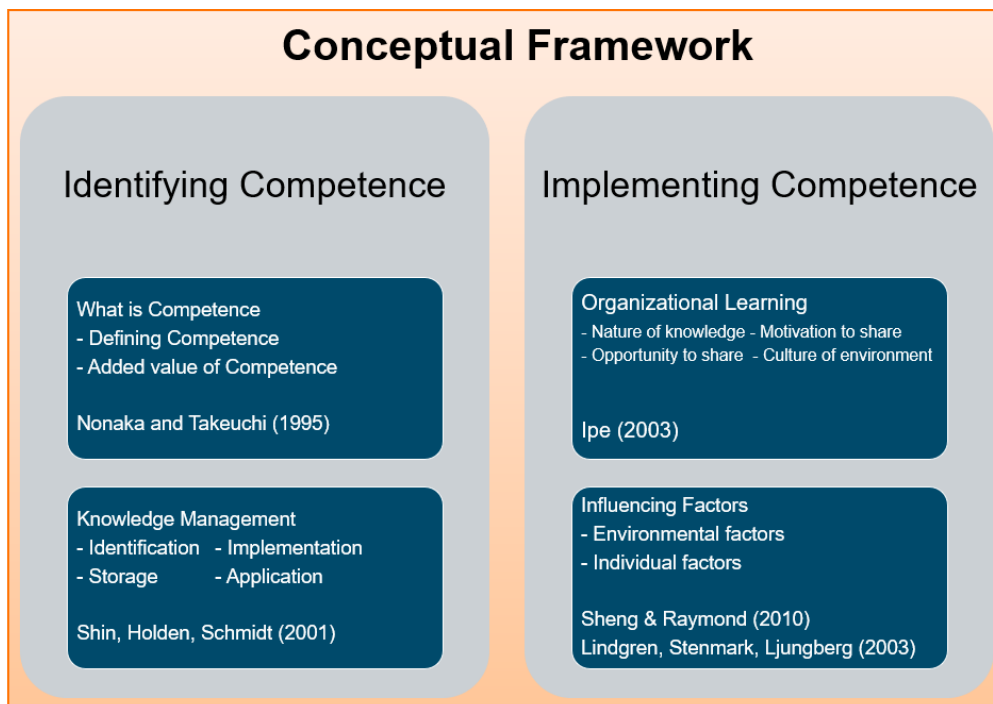 Conceptual Framework
Identifying Competence
What is Competence
- Defining Competence
- Added value of Competence
Nonaka and Takeuchi (1995)
Knowledge Management
- Identification - Implementation
- Storage - Application
Shin, Holden, Schmidt (2001)
Implementing Competence
Organizational Learning
- Nature of knowledge - Motivation to share
- Opportunity to share - Culture of environment
Ipe (2003)
Influencing Factors
- Environmental factors
- Individual factors
Sheng & Raymond (2010)
Lindgren, Stenmark, Ljungberg (2003)